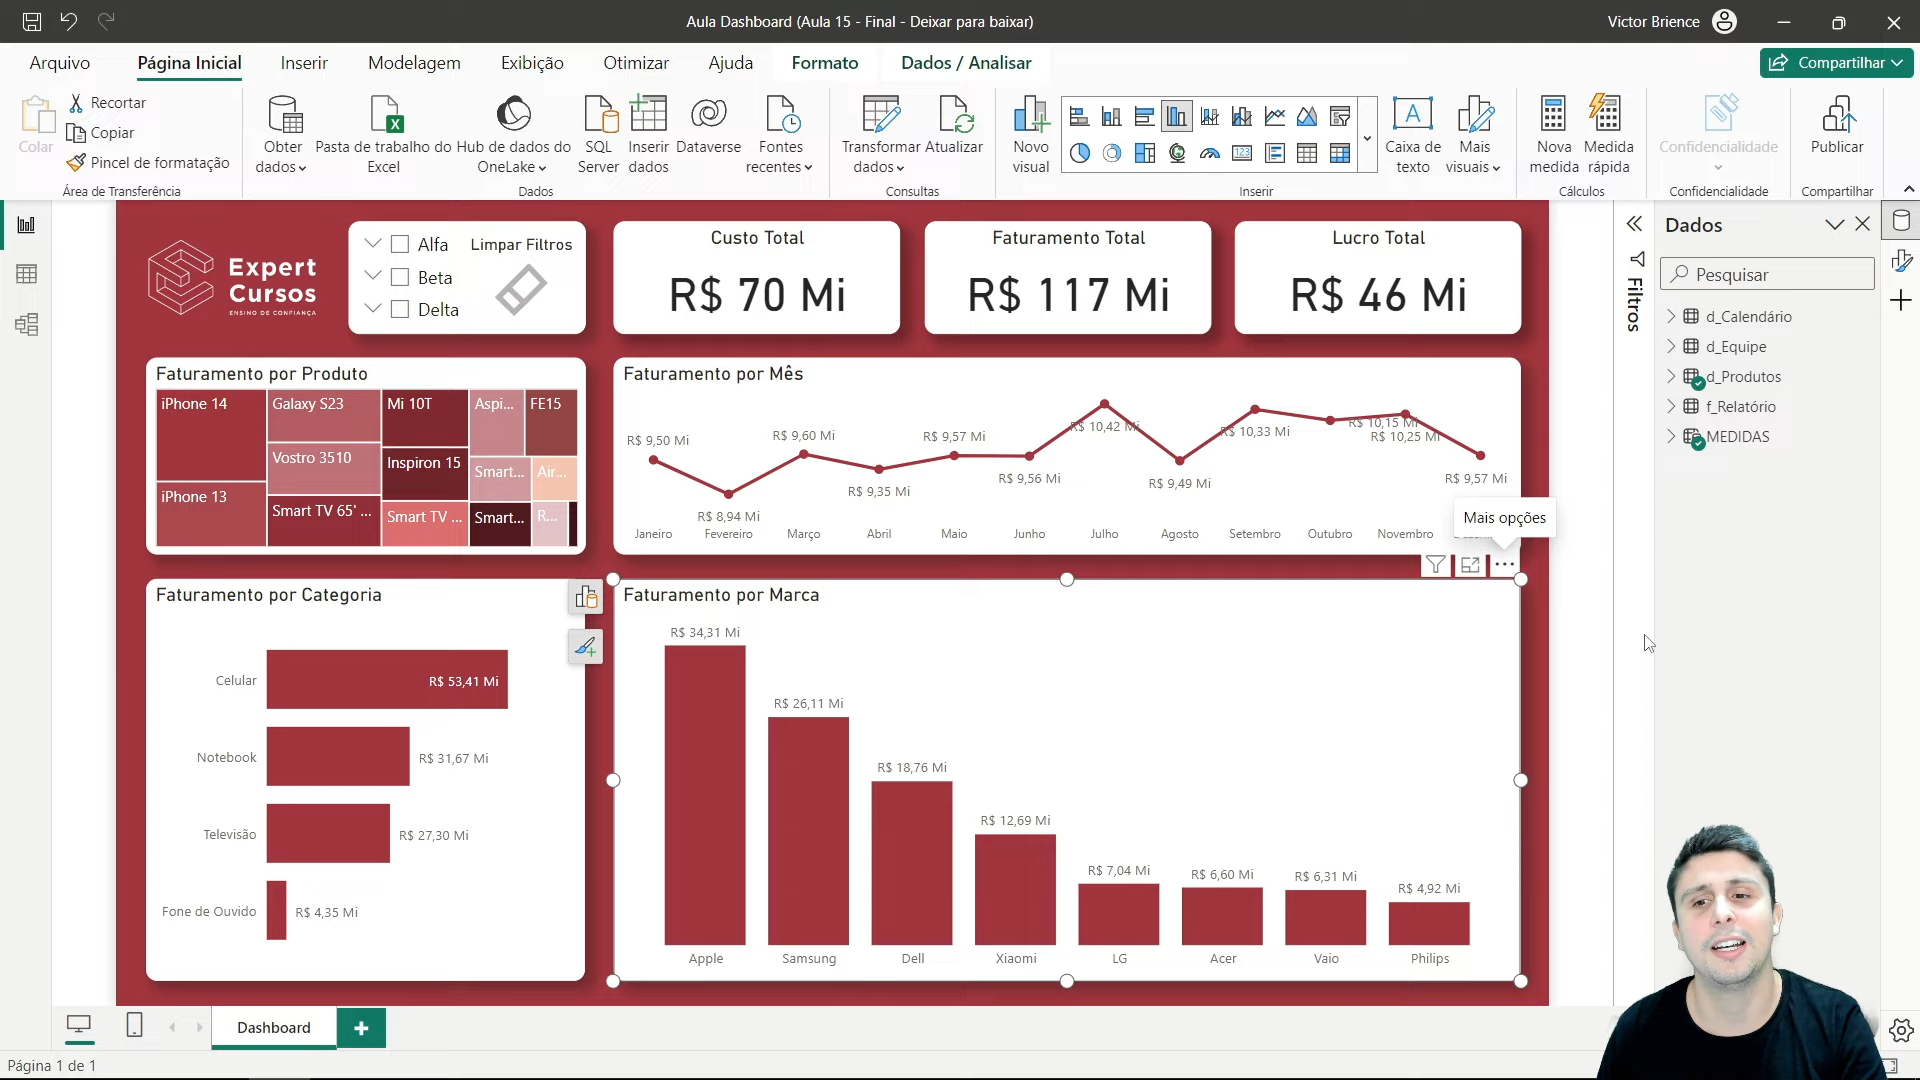 Aula Dashboard (Aula 15 - Final - Deixar para baixar)
Victor Brience
Arquivo
Página Inicial
Inserir
Modelagem
Exibição
Otimizar
Ajuda
Formato
Dados / Analisar
Compartilhar
Colar
Recortar
Copiar
Pincel de formatação
Área de Transferência
Obter
dados
Pasta de trabalho do
Excel
Hub de dados do
OneLake
SQL
Server
Inserir
dados
Dataverse
Fontes
recentes
Dados
Transformar
dados
Atualizar
Consultas
Novo
visual
Caixa de
texto
Mais
visuais
Inserir
Nova
medida
Medida
rápida
Cálculos
Confidencialidade
Confidencialidade
Publicar
Compartilhar
Expert
Cursos
ENSINO DE CONFIANÇA
Alfa
Beta
Delta
Limpar Filtros
Custo Total
R$ 70 Mi
Faturamento Total
R$ 117 Mi
Lucro Total
R$ 46 Mi
Faturamento por Produto
iPhone 14
iPhone 13
Galaxy S23
Vostro 3510
Smart TV 65' ...
Mi 10T
Inspiron 15
Smart TV ...
Aspi...
FE15
Smart...
Air...
Smart...
R...
Faturamento por Mês
R$ 9,50 Mi
R$ 8,94 Mi
R$ 9,60 Mi
R$ 9,35 Mi
R$ 9,57 Mi
R$ 9,56 Mi
R$ 10,42 Mi
R$ 9,49 Mi
R$ 10,33 Mi
R$ 10,15 Mi
R$ 10,25 Mi
R$ 9,57 Mi
Janeiro
Fevereiro
Março
Abril
Maio
Junho
Julho
Agosto
Setembro
Outubro
Novembro
Mais opções
Faturamento por Categoria
Celular
R$ 53,41 Mi
Notebook
R$ 31,67 Mi
Televisão
R$ 27,30 Mi
Fone de Ouvido
R$ 4,35 Mi
Faturamento por Marca
R$ 34,31 Mi
R$ 26,11 Mi
R$ 18,76 Mi
R$ 12,69 Mi
R$ 7,04 Mi
R$ 6,60 Mi
R$ 6,31 Mi
R$ 4,92 Mi
Apple
Samsung
Dell
Xiaomi
LG
Acer
Vaio
Philips
Filtros
Dados
Pesquisar
d_Calendário
d_Equipe
d_Produtos
f_Relatório
MEDIDAS
Dashboard
Página 1 de 1